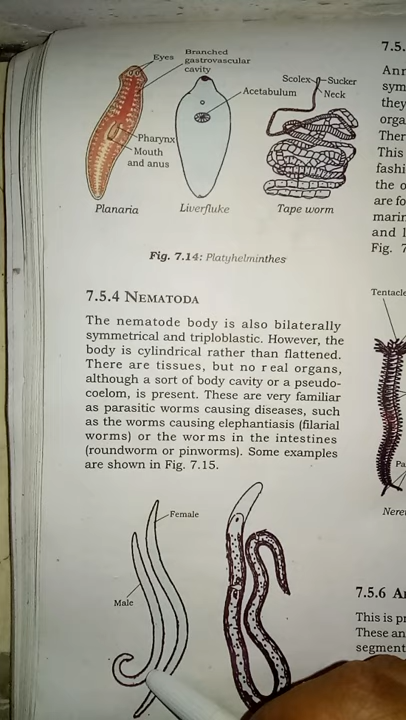 Eyes
Branched
gastrovascular
cavity
Pharynx
Mouth
and anus
Planaria
Acetabulum
Liverfluke
Scolex
Sucker
Neck
Tape worm
Fig. 7.14: Platyhelminthes
7.5.4 NEMATODA
The nematode body is also bilaterally
symmetrical and triploblastic. However, the
body is cylindrical rather than flattened.
There are tissues, but no real organs,
although a sort of body cavity or a pseudo-
coelom, is present. These are very familiar
as parasitic worms causing diseases, such
as the worms causing elephantiasis (filarial
worms) or the worms in the intestines
(roundworm or pinworms). Some examples
are shown in Fig. 7.15.
Female
Male
7.5.
sym
they
orga
This
the o
are fo
marin
and l
Fig. 7
Tentacle
7.5.6
This is p
These an
segment